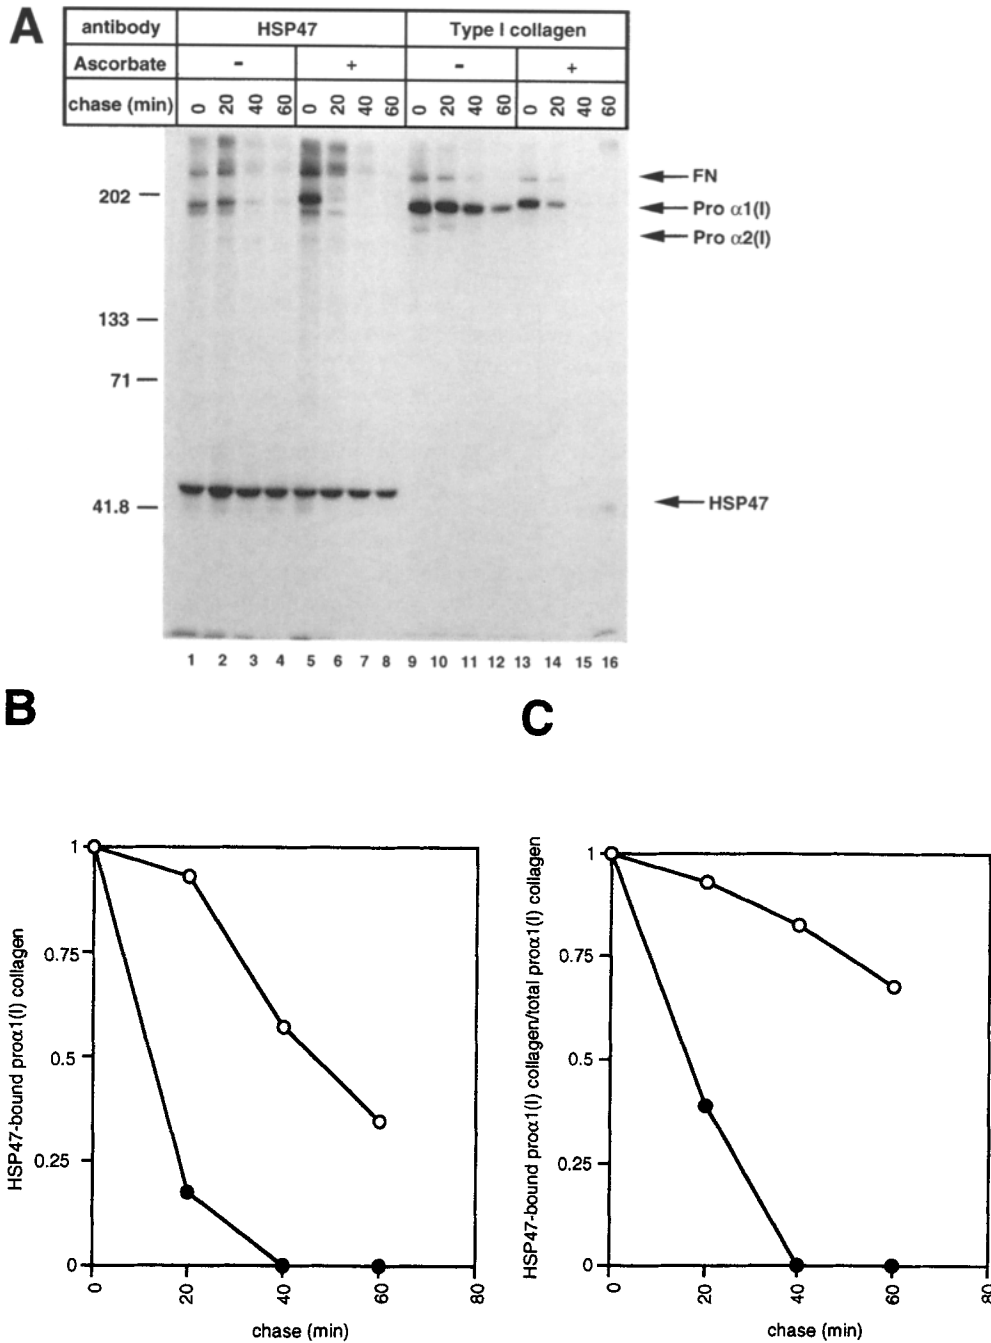 A
antibody HSP47 Type I collagen
Ascorbate - + - +
chase (min) 0 20 40 60 0 20 40 60 0 20 40 60 0 20 40 60
FN
202
Pro α1(I)
Pro α2(I)
133
71
41.8
HSP47
1 2 3 4 5 6 7 8 9 10 11 12 13 14 15 16
B
C
HSP47-bound proα1(I) collagen
1
0.75
0.5
0.25
0
0 20 40 60 80
chase (min)
HSP47-bound proα1(I) collagen/total proα1(I) collagen
1
0.75
0.5
0.25
0
0 20 40 60 80
chase (min)